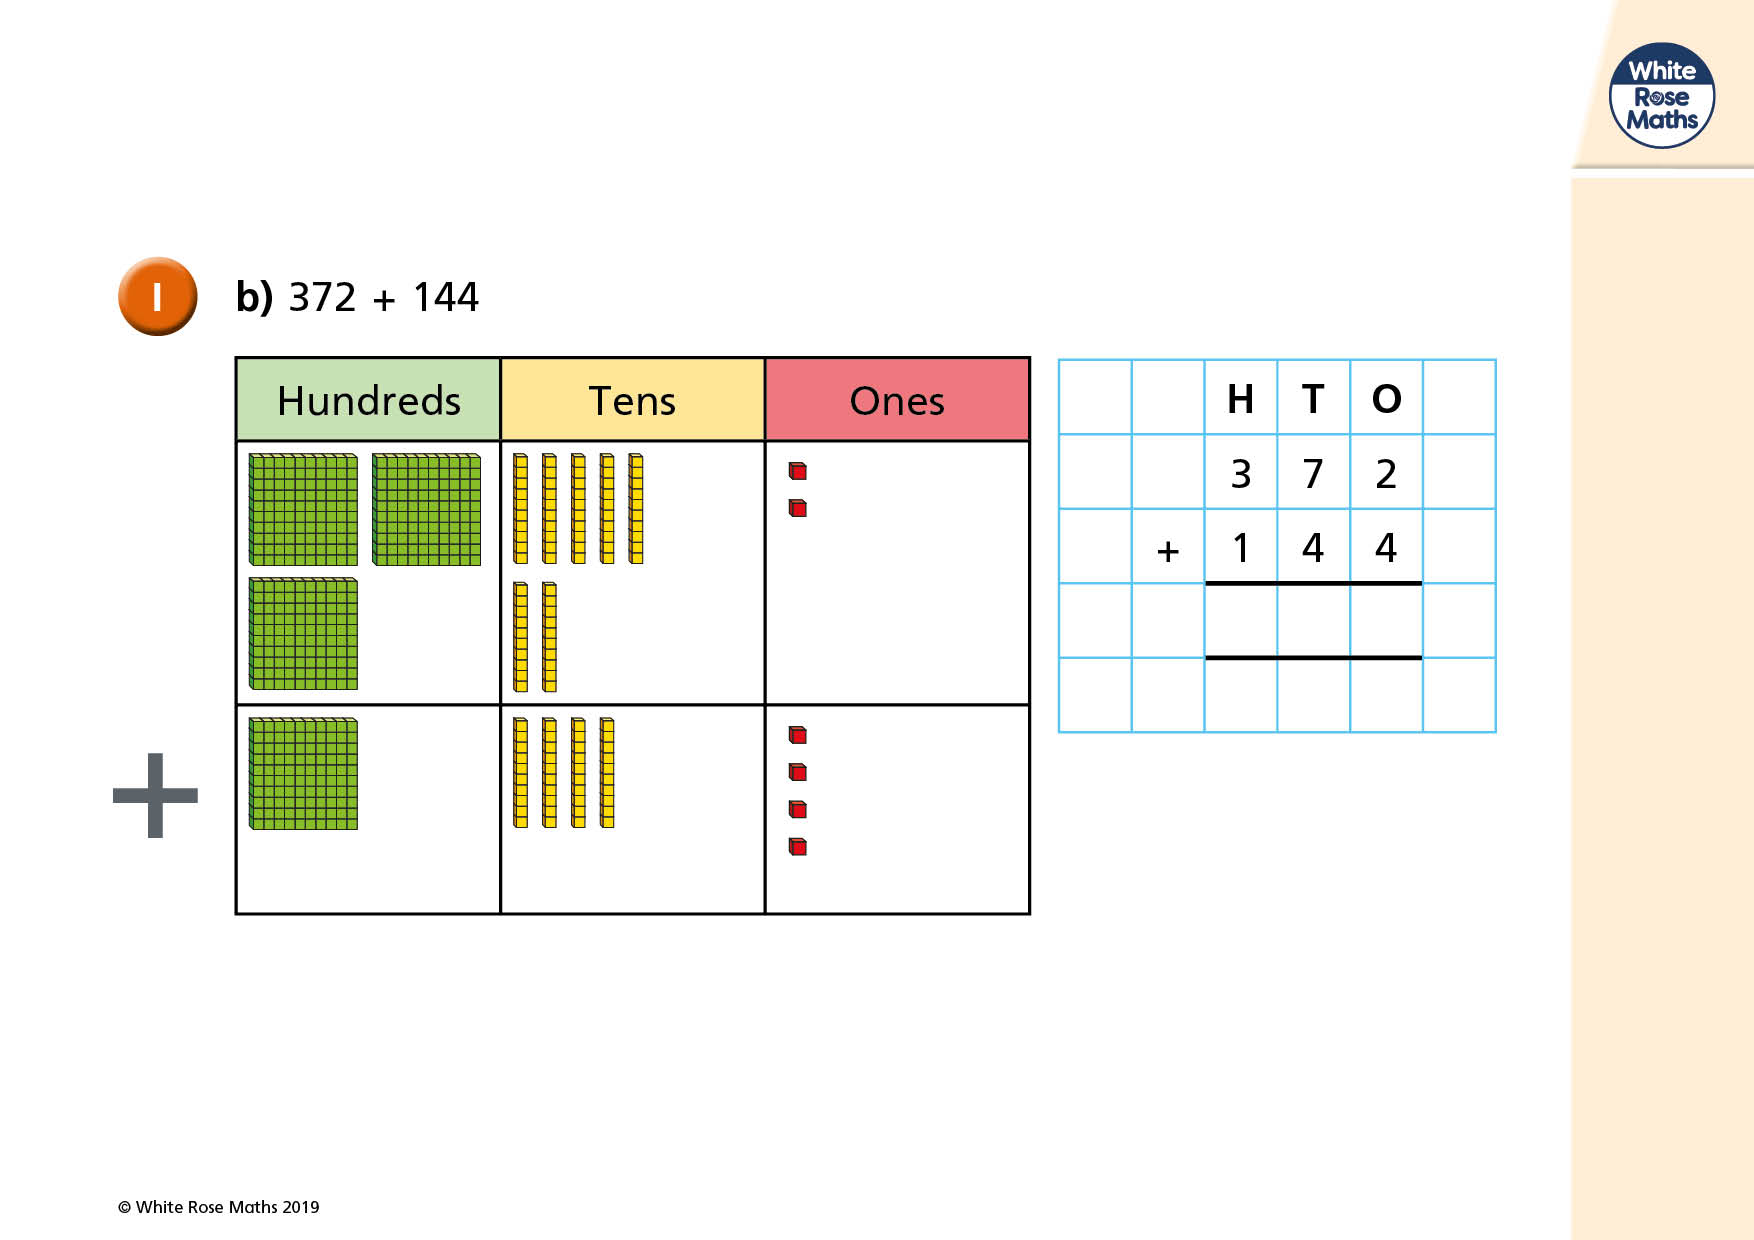 White
Rose
Maths
1 b) 372 + 144
Hundreds Tens Ones
H T O
3 7 2
+ 1 4 4
+
© White Rose Maths 2019